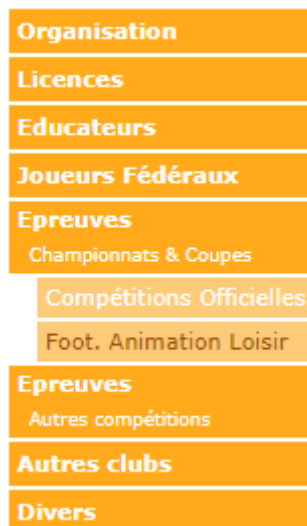 Organisation
Licences
Educateurs
Joueurs Fédéraux
Epreuves
Championnats & Coupes
Compétitions Officielles
Foot. Animation Loisir
Epreuves
Autres compétitions
Autres clubs
Divers